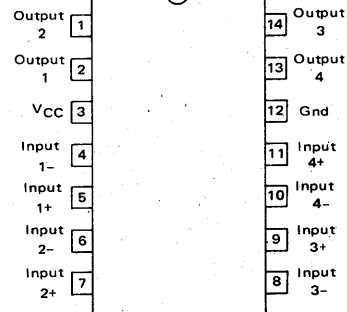 Output
2
1
Output
1
2
VCC
3
Input
1–
4
Input
1+
5
Input
2–
6
Input
2+
7
14
Output
3
13
Output
4
12
Gnd
11
Input
4+
10
Input
4–
9
Input
3+
8
Input
3–